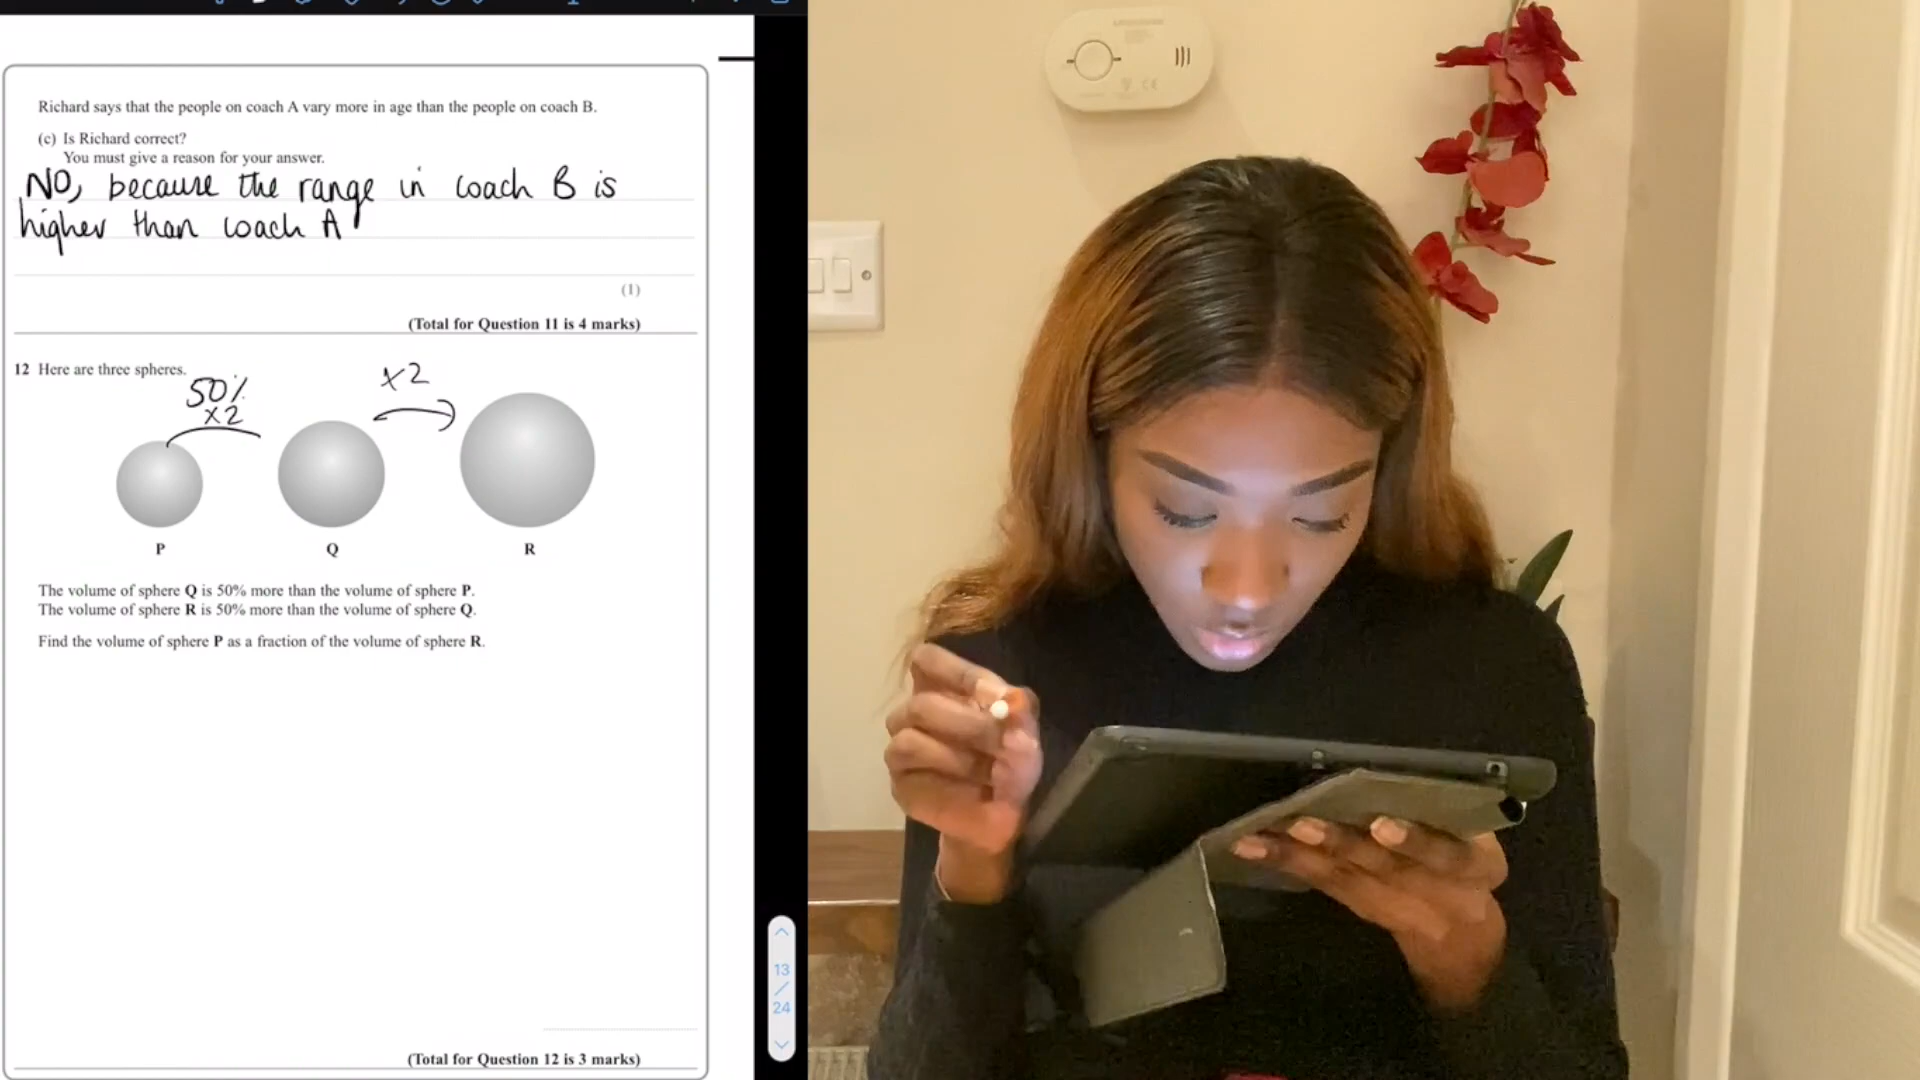 Richard says that the people on coach A vary more in age than the people on coach B.
(c) Is Richard correct?
You must give a reason for your answer.
NO, because the range in coach B is
higher than coach A
(1)
(Total for Question 11 is 4 marks)
12 Here are three spheres.
50%
×2
×2
P
Q
R
The volume of sphere Q is 50% more than the volume of sphere P.
The volume of sphere R is 50% more than the volume of sphere Q.
Find the volume of sphere P as a fraction of the volume of sphere R.
13
/
24
(Total for Question 12 is 3 marks)